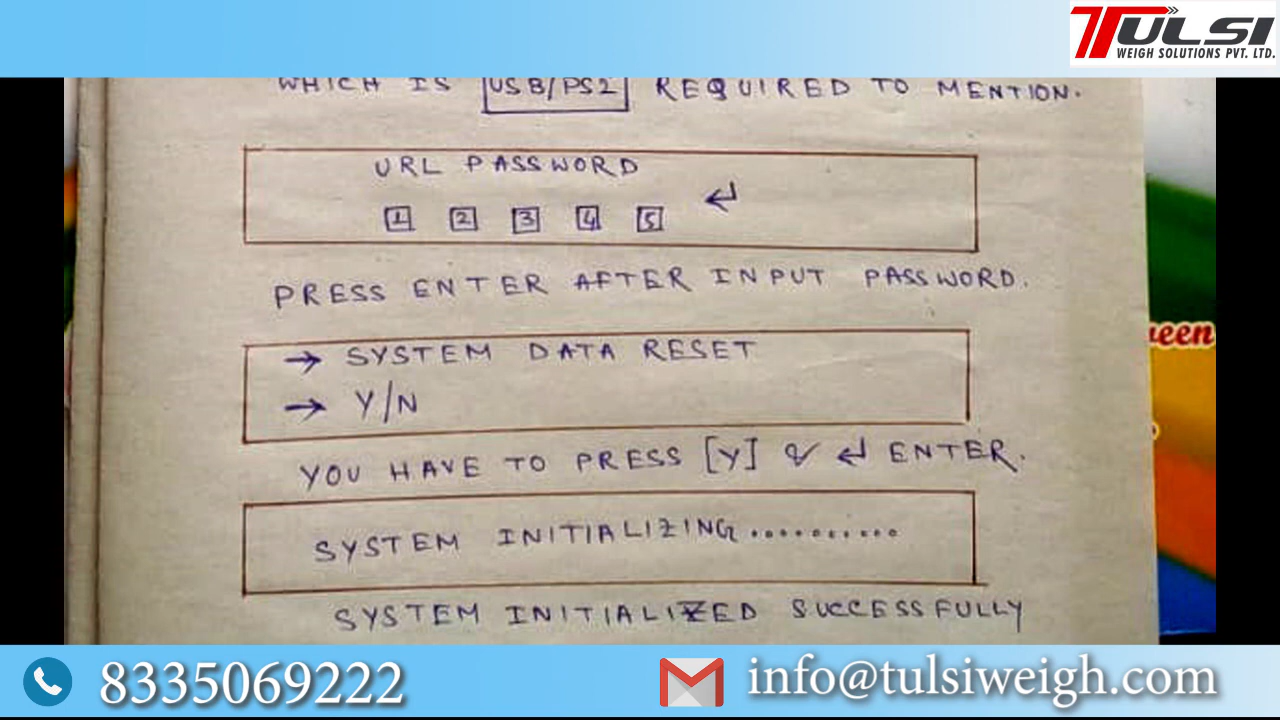 TULSI
WEIGH SOLUTIONS PVT. LTD.
WHICH IS USB/PS2 REQUIRED TO MENTION.
URL PASSWORD
1 2 3 4 5 ↵
PRESS ENTER AFTER INPUT PASSWORD.
→ SYSTEM DATA RESET
→ Y/N
YOU HAVE TO PRESS [Y] & ↵ ENTER.
SYSTEM INITIALIZING..........
SYSTEM INITIALIZED SUCCESSFULLY
8335069222
info@tulsiweigh.com